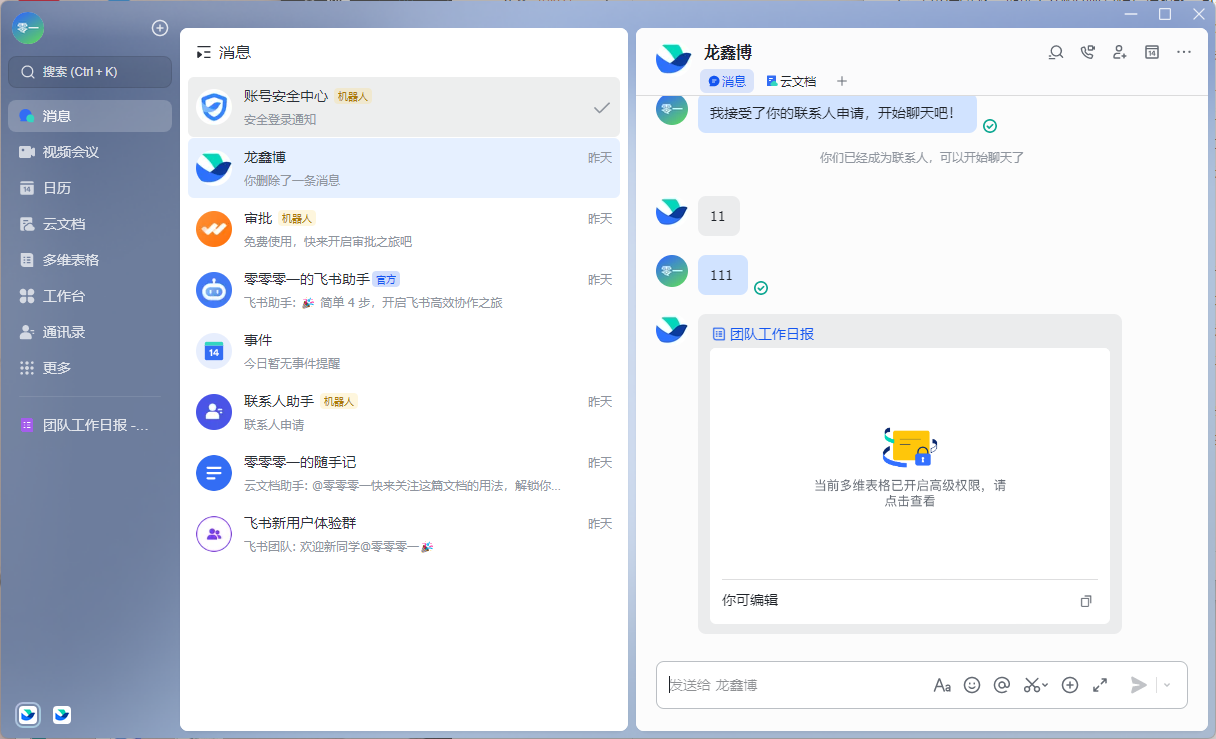 零一
搜索 (Ctrl + K)
消息
视频会议
14
日历
云文档
多维表格
工作台
通讯录
更多
团队工作日报 -...
消息
账号安全中心 机器人
安全登录通知
龙鑫博 昨天
你删除了一条消息
审批 机器人 昨天
免费使用，快来开启审批之旅吧
零零零一的飞书助手 官方 昨天
飞书助手: 🎉 简单 4 步，开启飞书高效协作之旅
14
事件
今日暂无事件提醒
联系人助手 机器人 昨天
联系人申请
零零零一的随手记 昨天
云文档助手: @零零零一快来关注这篇文档的用法，解锁你...
飞书新用户体验群 昨天
飞书团队: 欢迎新同学@零零零一 🎉
龙鑫博
14
消息 云文档
零一
我接受了你的联系人申请，开始聊天吧！
你们已经成为联系人，可以开始聊天了
11
零一
111
团队工作日报
当前多维表格已开启高级权限，请
点击查看
你可编辑
发送给 龙鑫博
Aa